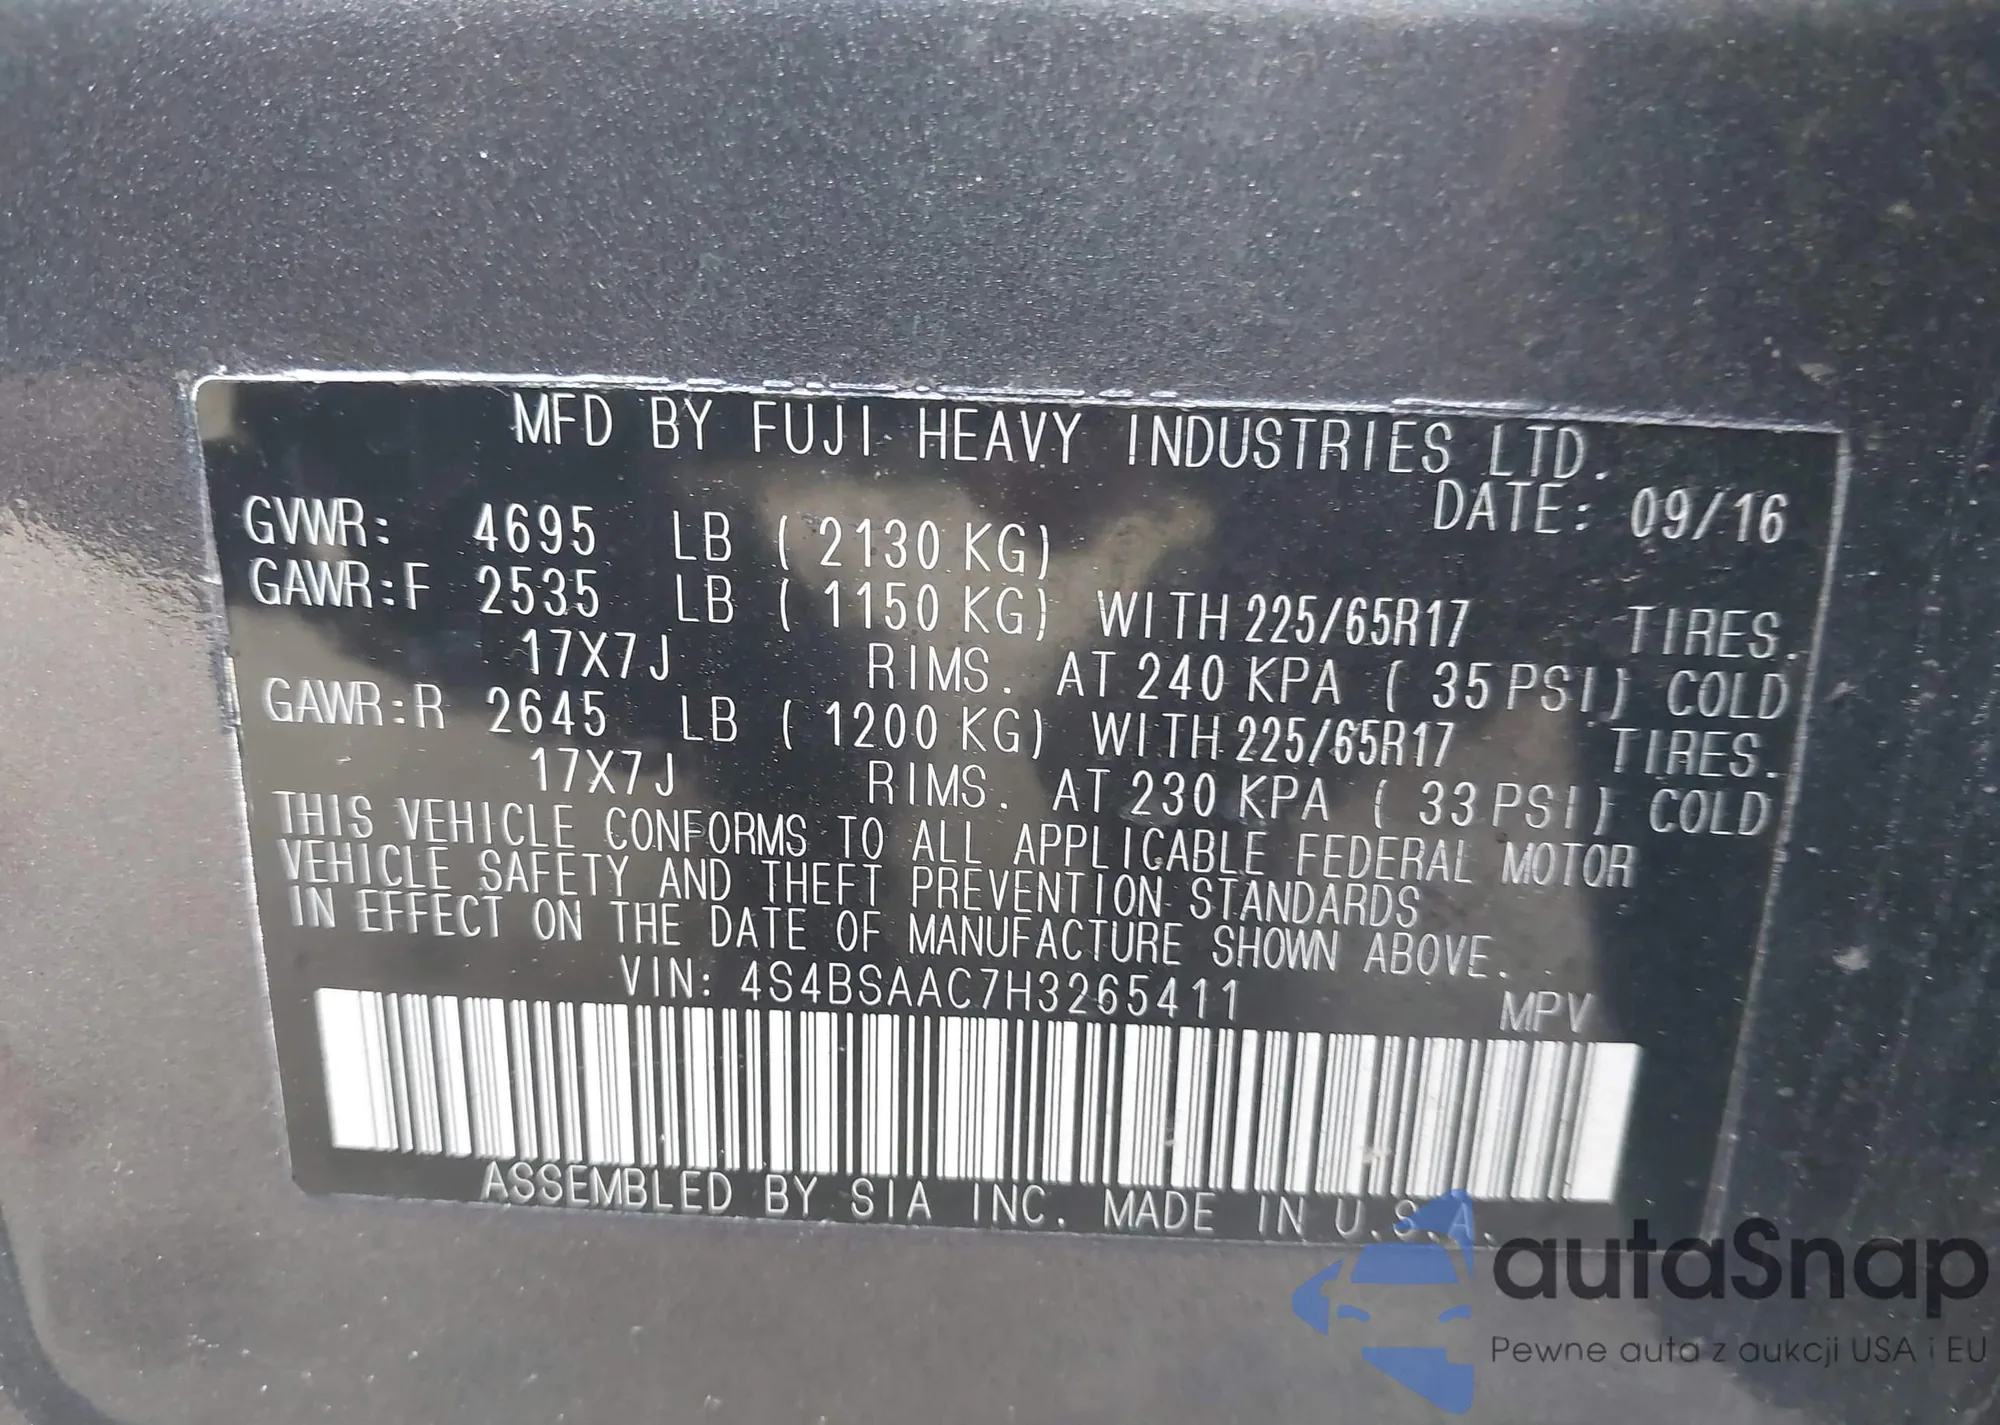 MFD BY FUJI HEAVY INDUSTRIES LTD.
DATE: 09/16
GVWR: 4695 LB ( 2130 KG)
GAWR:F 2535 LB ( 1150 KG) WITH 225/65R17 TIRES.
17X7J RIMS. AT 240 KPA ( 35 PSI) COLD
GAWR:R 2645 LB ( 1200 KG) WITH 225/65R17 TIRES.
17X7J RIMS. AT 230 KPA ( 33 PSI) COLD
THIS VEHICLE CONFORMS TO ALL APPLICABLE FEDERAL MOTOR
VEHICLE SAFETY AND THEFT PREVENTION STANDARDS
IN EFFECT ON THE DATE OF MANUFACTURE SHOWN ABOVE.
VIN: 4S4BSAAC7H3265411 MPV
ASSEMBLED BY SIA INC. MADE IN U.S.A.
autaSnap
Pewne auta z aukcji USA i EU